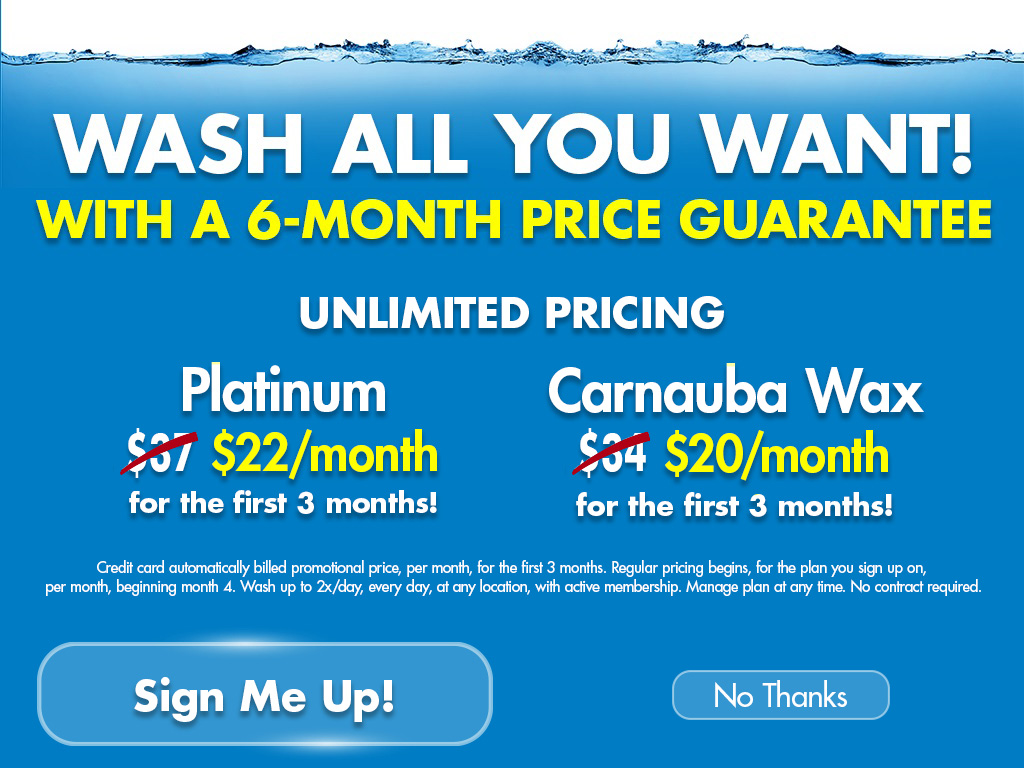 WASH ALL YOU WANT!
WITH A 6-MONTH PRICE GUARANTEE
UNLIMITED PRICING
Platinum
$37 $22/month
for the first 3 months!
Carnauba Wax
$34 $20/month
for the first 3 months!
Credit card automatically billed promotional price, per month, for the first 3 months. Regular pricing begins, for the plan you sign up on,
per month, beginning month 4. Wash up to 2x/day, every day, at any location, with active membership. Manage plan at any time. No contract required.
Sign Me Up!
No Thanks